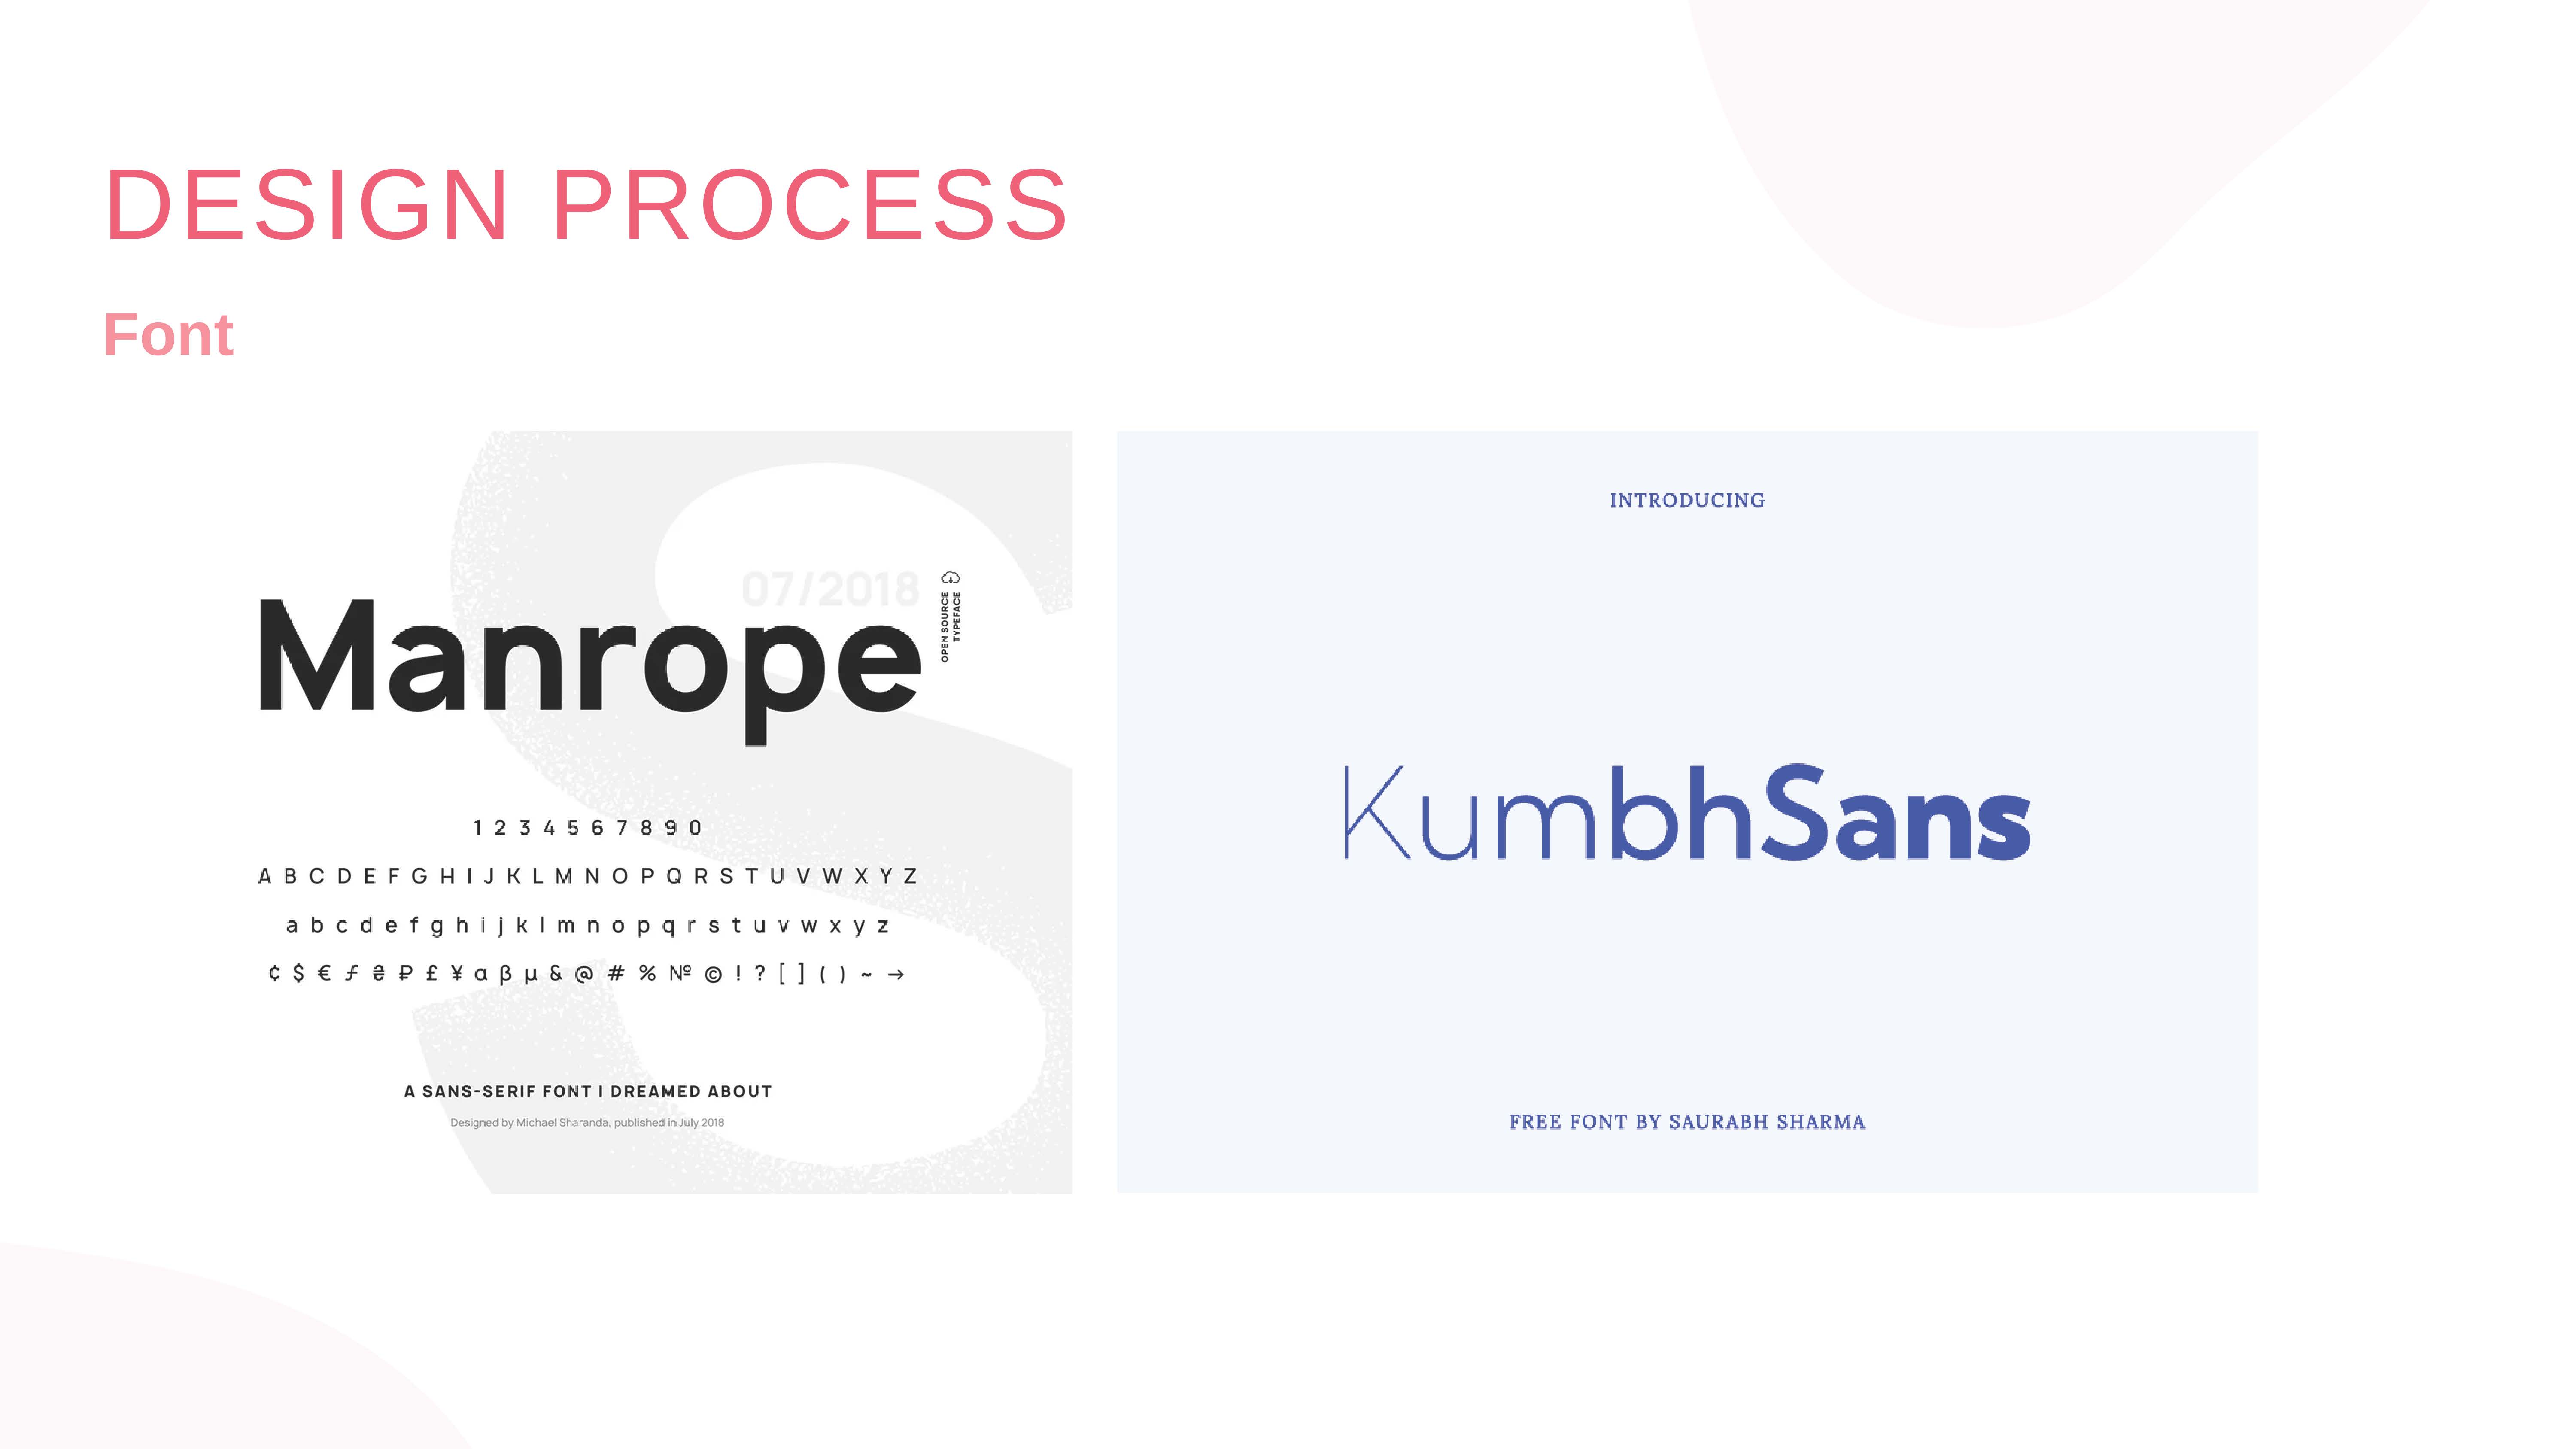 DESIGN PROCESS
Font
07/2018
Manrope
OPEN SOURCE
TYPEFACE
1 2 3 4 5 6 7 8 9 0
A B C D E F G H I J K L M N O P Q R S T U V W X Y Z
a b c d e f g h i j k l m n o p q r s t u v w x y z
¢ $ € ƒ ₴ ₽ £ ¥ α β µ & @ # % № © ! ? [ ] ( ) ~ →
A SANS-SERIF FONT I DREAMED ABOUT
Designed by Michael Sharanda, published in July 2018
INTRODUCING
KumbhSans
FREE FONT BY SAURABH SHARMA